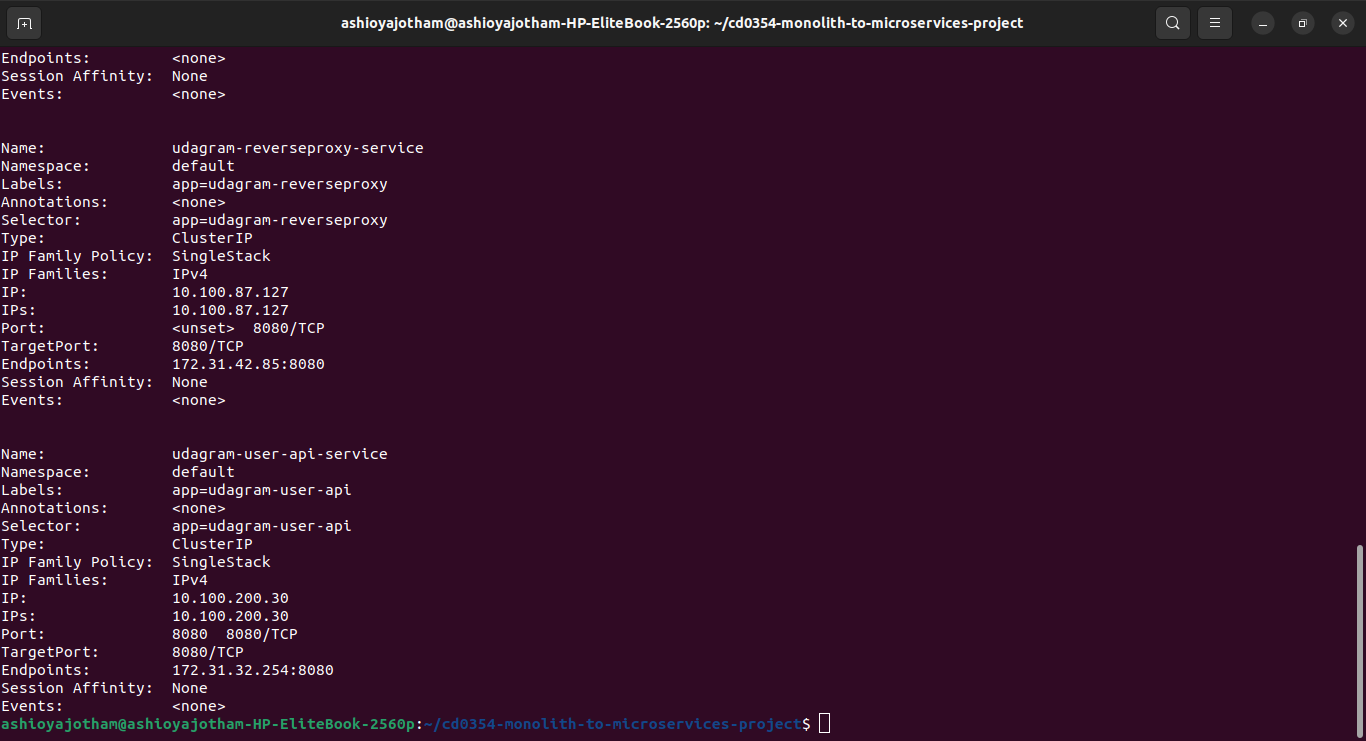 ashioyajotham@ashioyajotham-HP-EliteBook-2560p: ~/cd0354-monolith-to-microservices-project
Endpoints:         <none>
Session Affinity:  None
Events:            <none>
Name:              udagram-reverseproxy-service
Namespace:         default
Labels:            app=udagram-reverseproxy
Annotations:       <none>
Selector:          app=udagram-reverseproxy
Type:              ClusterIP
IP Family Policy:  SingleStack
IP Families:       IPv4
IP:                10.100.87.127
IPs:               10.100.87.127
Port:              <unset>  8080/TCP
TargetPort:        8080/TCP
Endpoints:         172.31.42.85:8080
Session Affinity:  None
Events:            <none>
Name:              udagram-user-api-service
Namespace:         default
Labels:            app=udagram-user-api
Annotations:       <none>
Selector:          app=udagram-user-api
Type:              ClusterIP
IP Family Policy:  SingleStack
IP Families:       IPv4
IP:                10.100.200.30
IPs:               10.100.200.30
Port:              8080  8080/TCP
TargetPort:        8080/TCP
Endpoints:         172.31.32.254:8080
Session Affinity:  None
Events:            <none>
ashioyajotham@ashioyajotham-HP-EliteBook-2560p:~/cd0354-monolith-to-microservices-project$